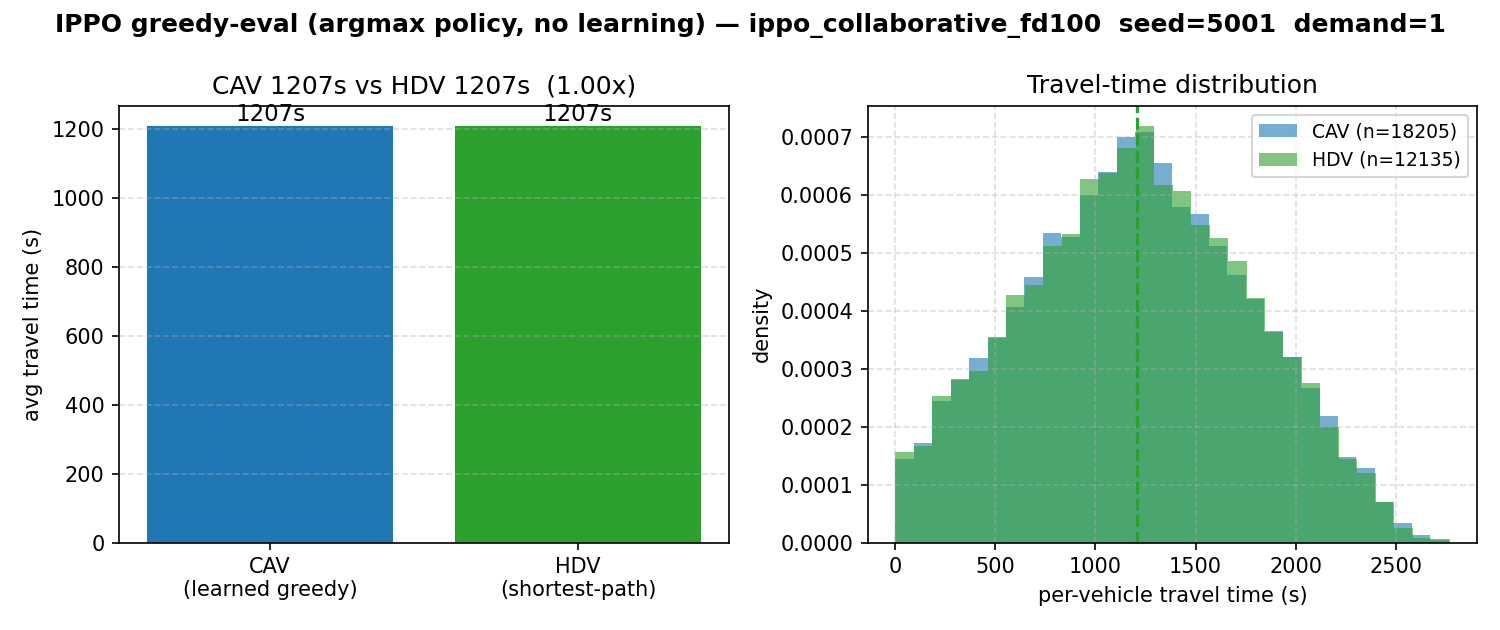 IPPO greedy-eval (argmax policy, no learning) — ippo_collaborative_fd100  seed=5001  demand=1
CAV 1207s vs HDV 1207s  (1.00x)
1207s
1207s
avg travel time (s)
1200
1000
800
600
400
200
0
CAV
(learned greedy)
HDV
(shortest-path)
Travel-time distribution
CAV (n=18205)
HDV (n=12135)
density
0.0007
0.0006
0.0005
0.0004
0.0003
0.0002
0.0001
0.0000
0
500
1000
1500
2000
2500
per-vehicle travel time (s)